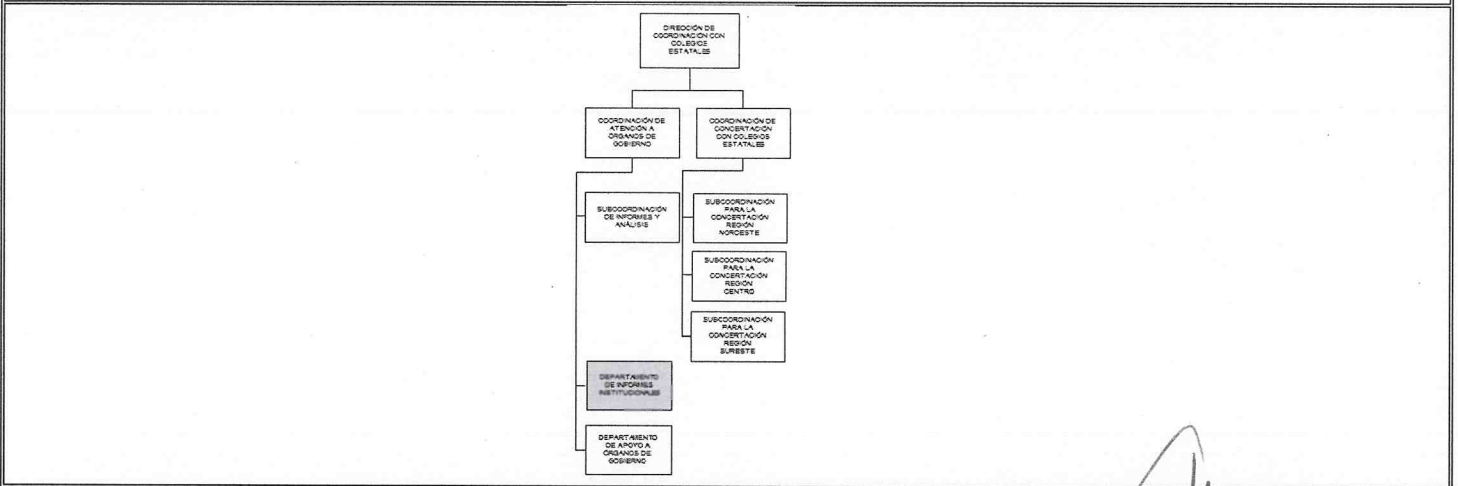 DIRECCIÓN DE
COORDINACIÓN CON
COLEGIOS
ESTATALES
COORDINACIÓN DE
ATENCIÓN A
ÓRGANOS DE
GOBIERNO
COORDINACIÓN DE
CONCERTACIÓN
CON COLEGIOS
ESTATALES
SUBCOORDINACIÓN
DE INFORMES Y
ANÁLISIS
SUBCOORDINACIÓN
PARA LA
CONCERTACIÓN
REGIÓN
NOROESTE
SUBCOORDINACIÓN
PARA LA
CONCERTACIÓN
REGIÓN
CENTRO
SUBCOORDINACIÓN
PARA LA
CONCERTACIÓN
REGIÓN
SURESTE
DEPARTAMENTO
DE INFORMES
INSTITUCIONALES
DEPARTAMENTO
DE APOYO A
ÓRGANOS DE
GOBIERNO